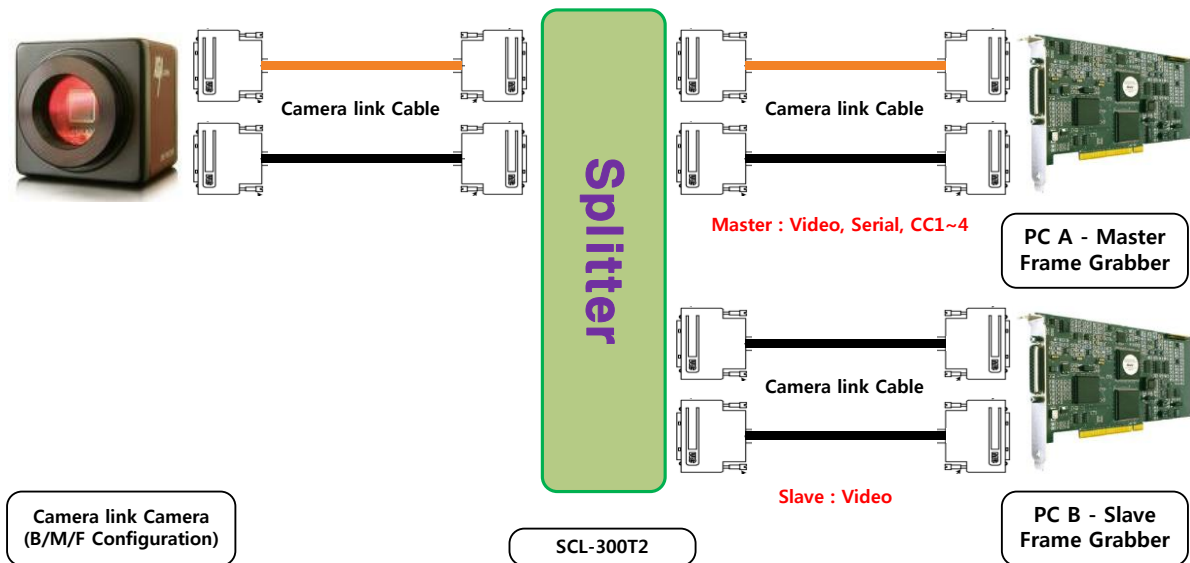 Camera link Cable
Camera link Cable
Splitter
Master : Video, Serial, CC1~4
PC A - Master
Frame Grabber
Camera link Cable
Slave : Video
Camera link Camera
(B/M/F Configuration)
SCL-300T2
PC B - Slave
Frame Grabber